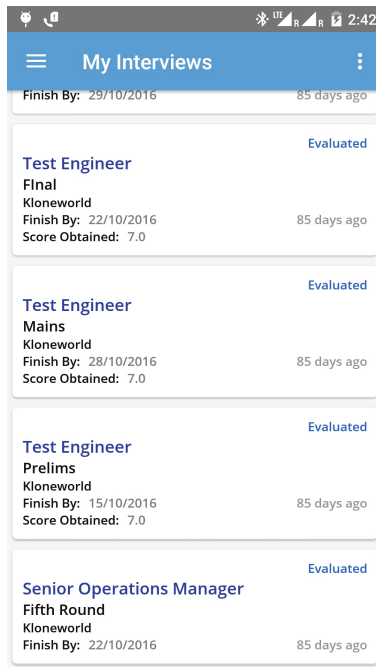 LTE R R 2:42
My Interviews
Finish By: 29/10/2016 85 days ago
Evaluated
Test Engineer
FInal
Kloneworld
Finish By: 22/10/2016 85 days ago
Score Obtained: 7.0
Evaluated
Test Engineer
Mains
Kloneworld
Finish By: 28/10/2016 85 days ago
Score Obtained: 7.0
Evaluated
Test Engineer
Prelims
Kloneworld
Finish By: 15/10/2016 85 days ago
Score Obtained: 7.0
Evaluated
Senior Operations Manager
Fifth Round
Kloneworld
Finish By: 22/10/2016 85 days ago